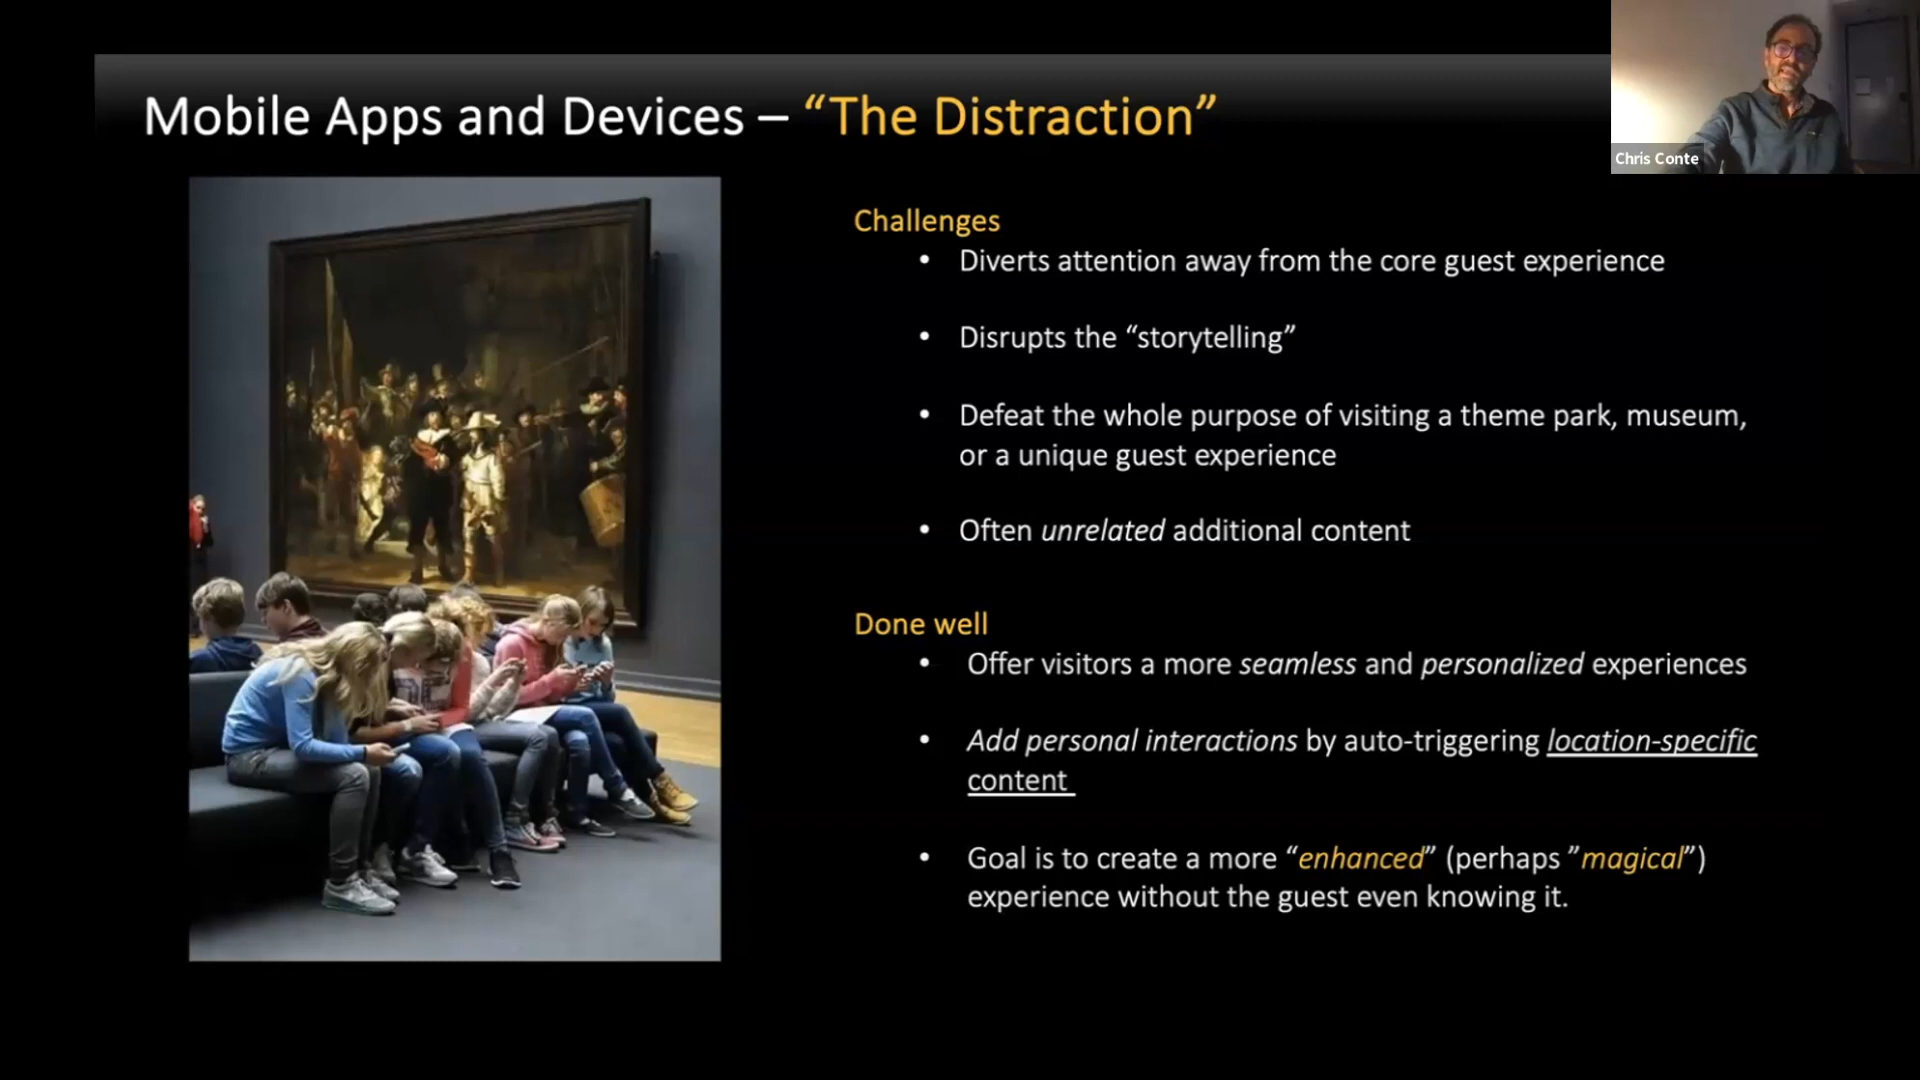 Mobile Apps and Devices – “The Distraction”
Chris Conte
Challenges
• Diverts attention away from the core guest experience
• Disrupts the “storytelling”
• Defeat the whole purpose of visiting a theme park, museum,
or a unique guest experience
• Often unrelated additional content
Done well
• Offer visitors a more seamless and personalized experiences
• Add personal interactions by auto-triggering location-specific
content
• Goal is to create a more “enhanced” (perhaps ”magical”)
experience without the guest even knowing it.